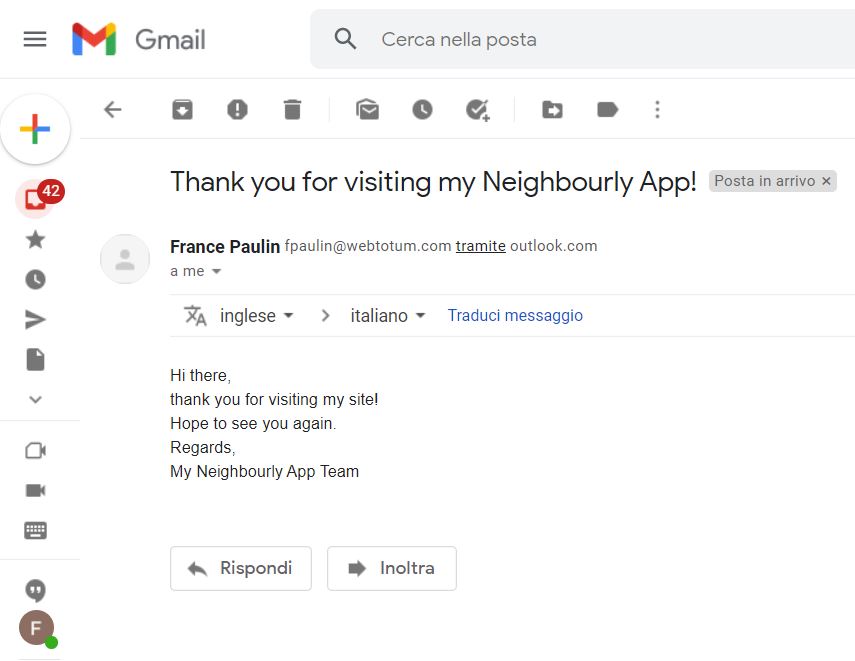 Gmail
Cerca nella posta
42
Thank you for visiting my Neighbourly App! Posta in arrivo ×
France Paulin fpaulin@webtotum.com tramite outlook.com
a me
inglese > italiano Traduci messaggio
Hi there,
thank you for visiting my site!
Hope to see you again.
Regards,
My Neighbourly App Team
Rispondi Inoltra
F